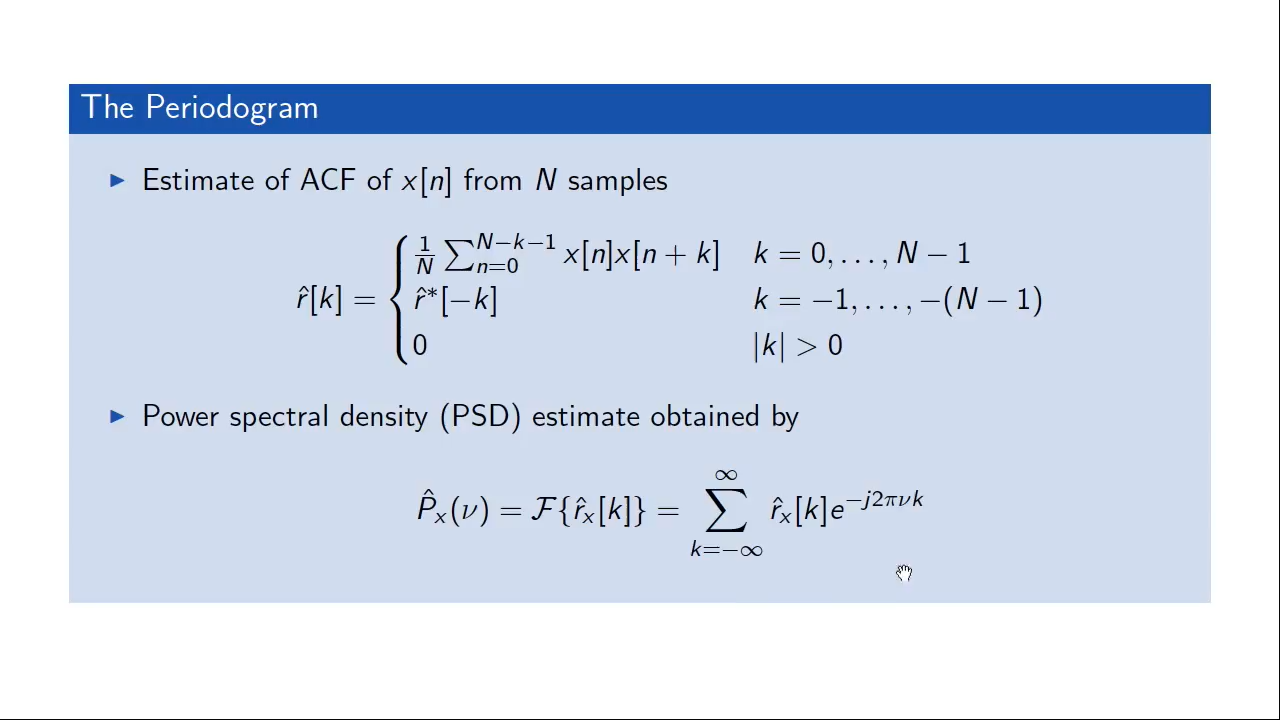 The Periodogram
▶ Estimate of ACF of x[n] from N samples
r̂[k] = { 1/N ∑_{n=0}^{N−k−1} x[n]x[n + k]   k = 0, . . . , N − 1
r̂*[−k]   k = −1, . . . , −(N − 1)
0   |k| > 0
▶ Power spectral density (PSD) estimate obtained by
P̂_x(ν) = ℱ{r̂_x[k]} = ∑_{k=−∞}^{∞} r̂_x[k]e^{−j2πνk}